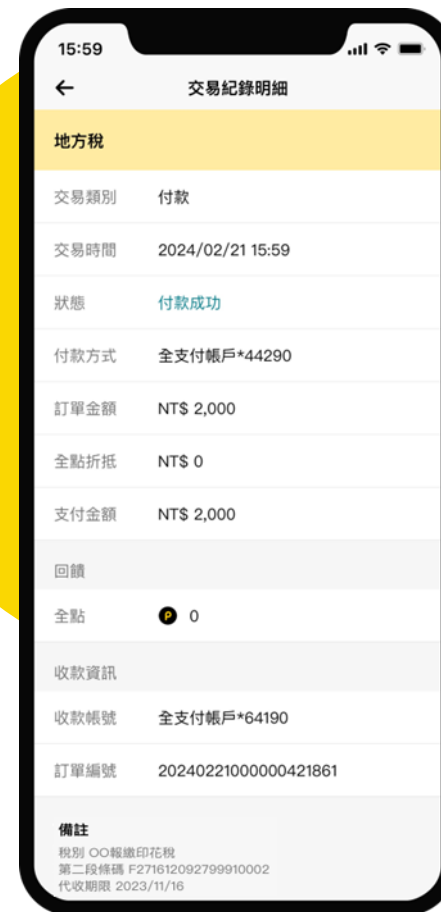 15:59
交易紀錄明細
地方稅
交易類別 付款
交易時間 2024/02/21 15:59
狀態 付款成功
付款方式 全支付帳戶*44290
訂單金額 NT$ 2,000
全點折抵 NT$ 0
支付金額 NT$ 2,000
回饋
全點 P 0
收款資訊
收款帳號 全支付帳戶*64190
訂單編號 20240221000000421861
備註
稅別 OO報繳印花稅
第二段條碼 F271612092799910002
代收期限 2023/11/16